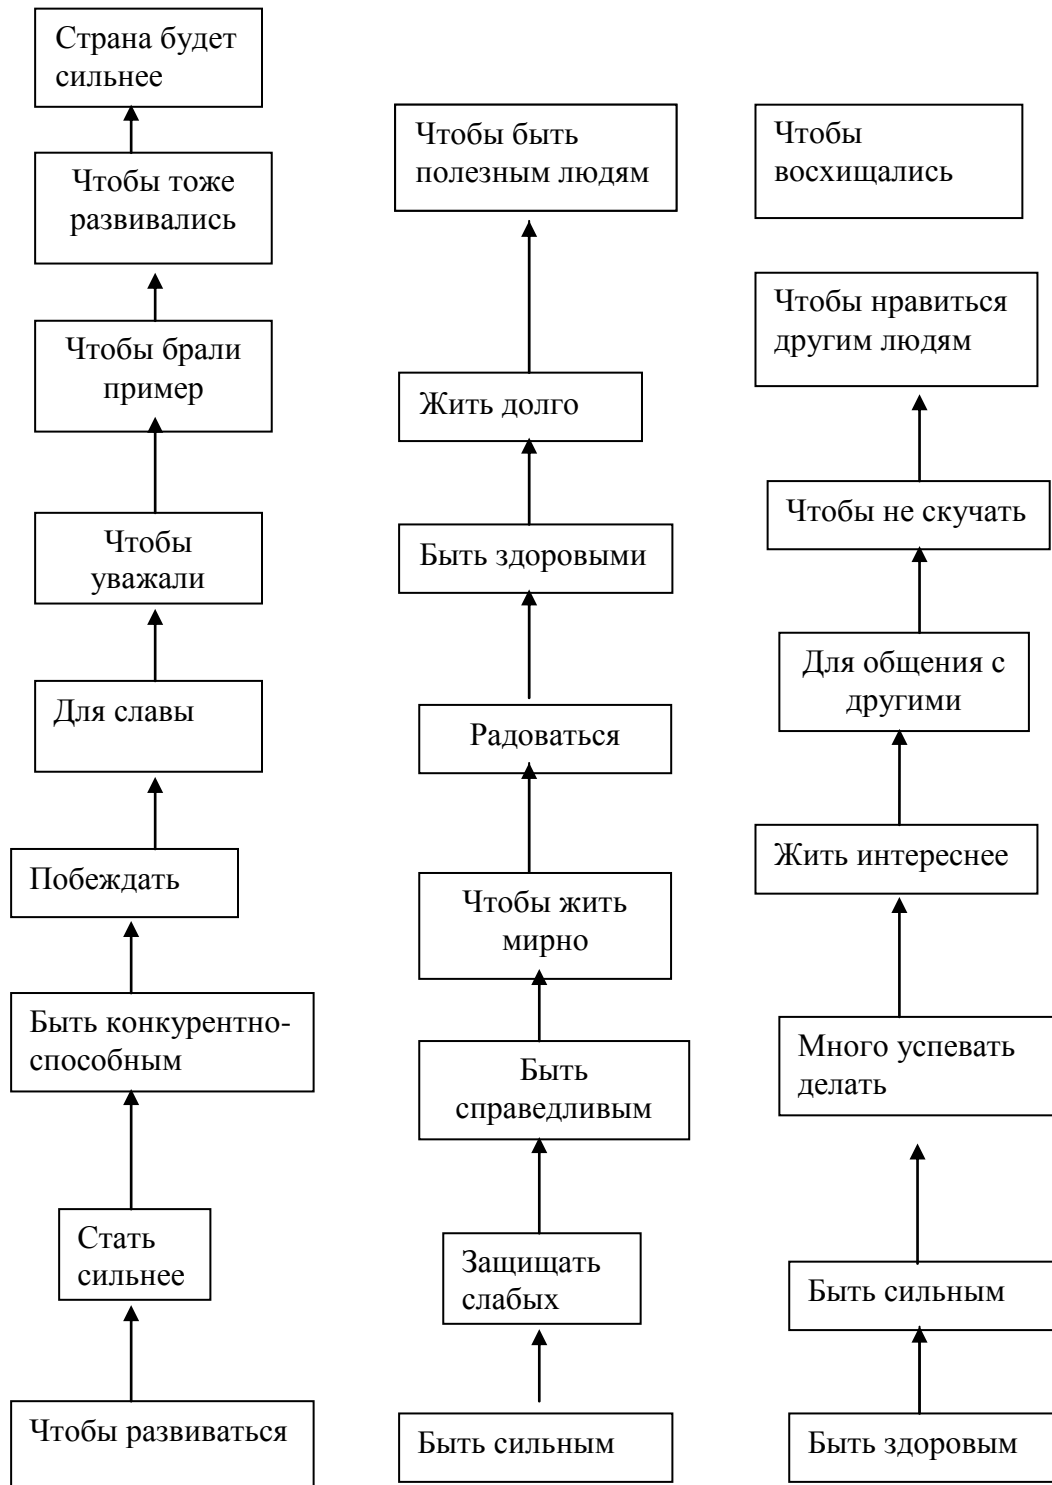 Страна будет
сильнее
Чтобы тоже
развивались
Чтобы брали
пример
Чтобы
уважали
Для славы
Побеждать
Быть конкурентно-
способным
Стать
сильнее
Чтобы развиваться
Чтобы быть
полезным людям
Жить долго
Быть здоровыми
Радоваться
Чтобы жить
мирно
Быть
справедливым
Защищать
слабых
Быть сильным
Чтобы
восхищались
Чтобы нравиться
другим людям
Чтобы не скучать
Для общения с
другими
Жить интереснее
Много успевать
делать
Быть сильным
Быть здоровым